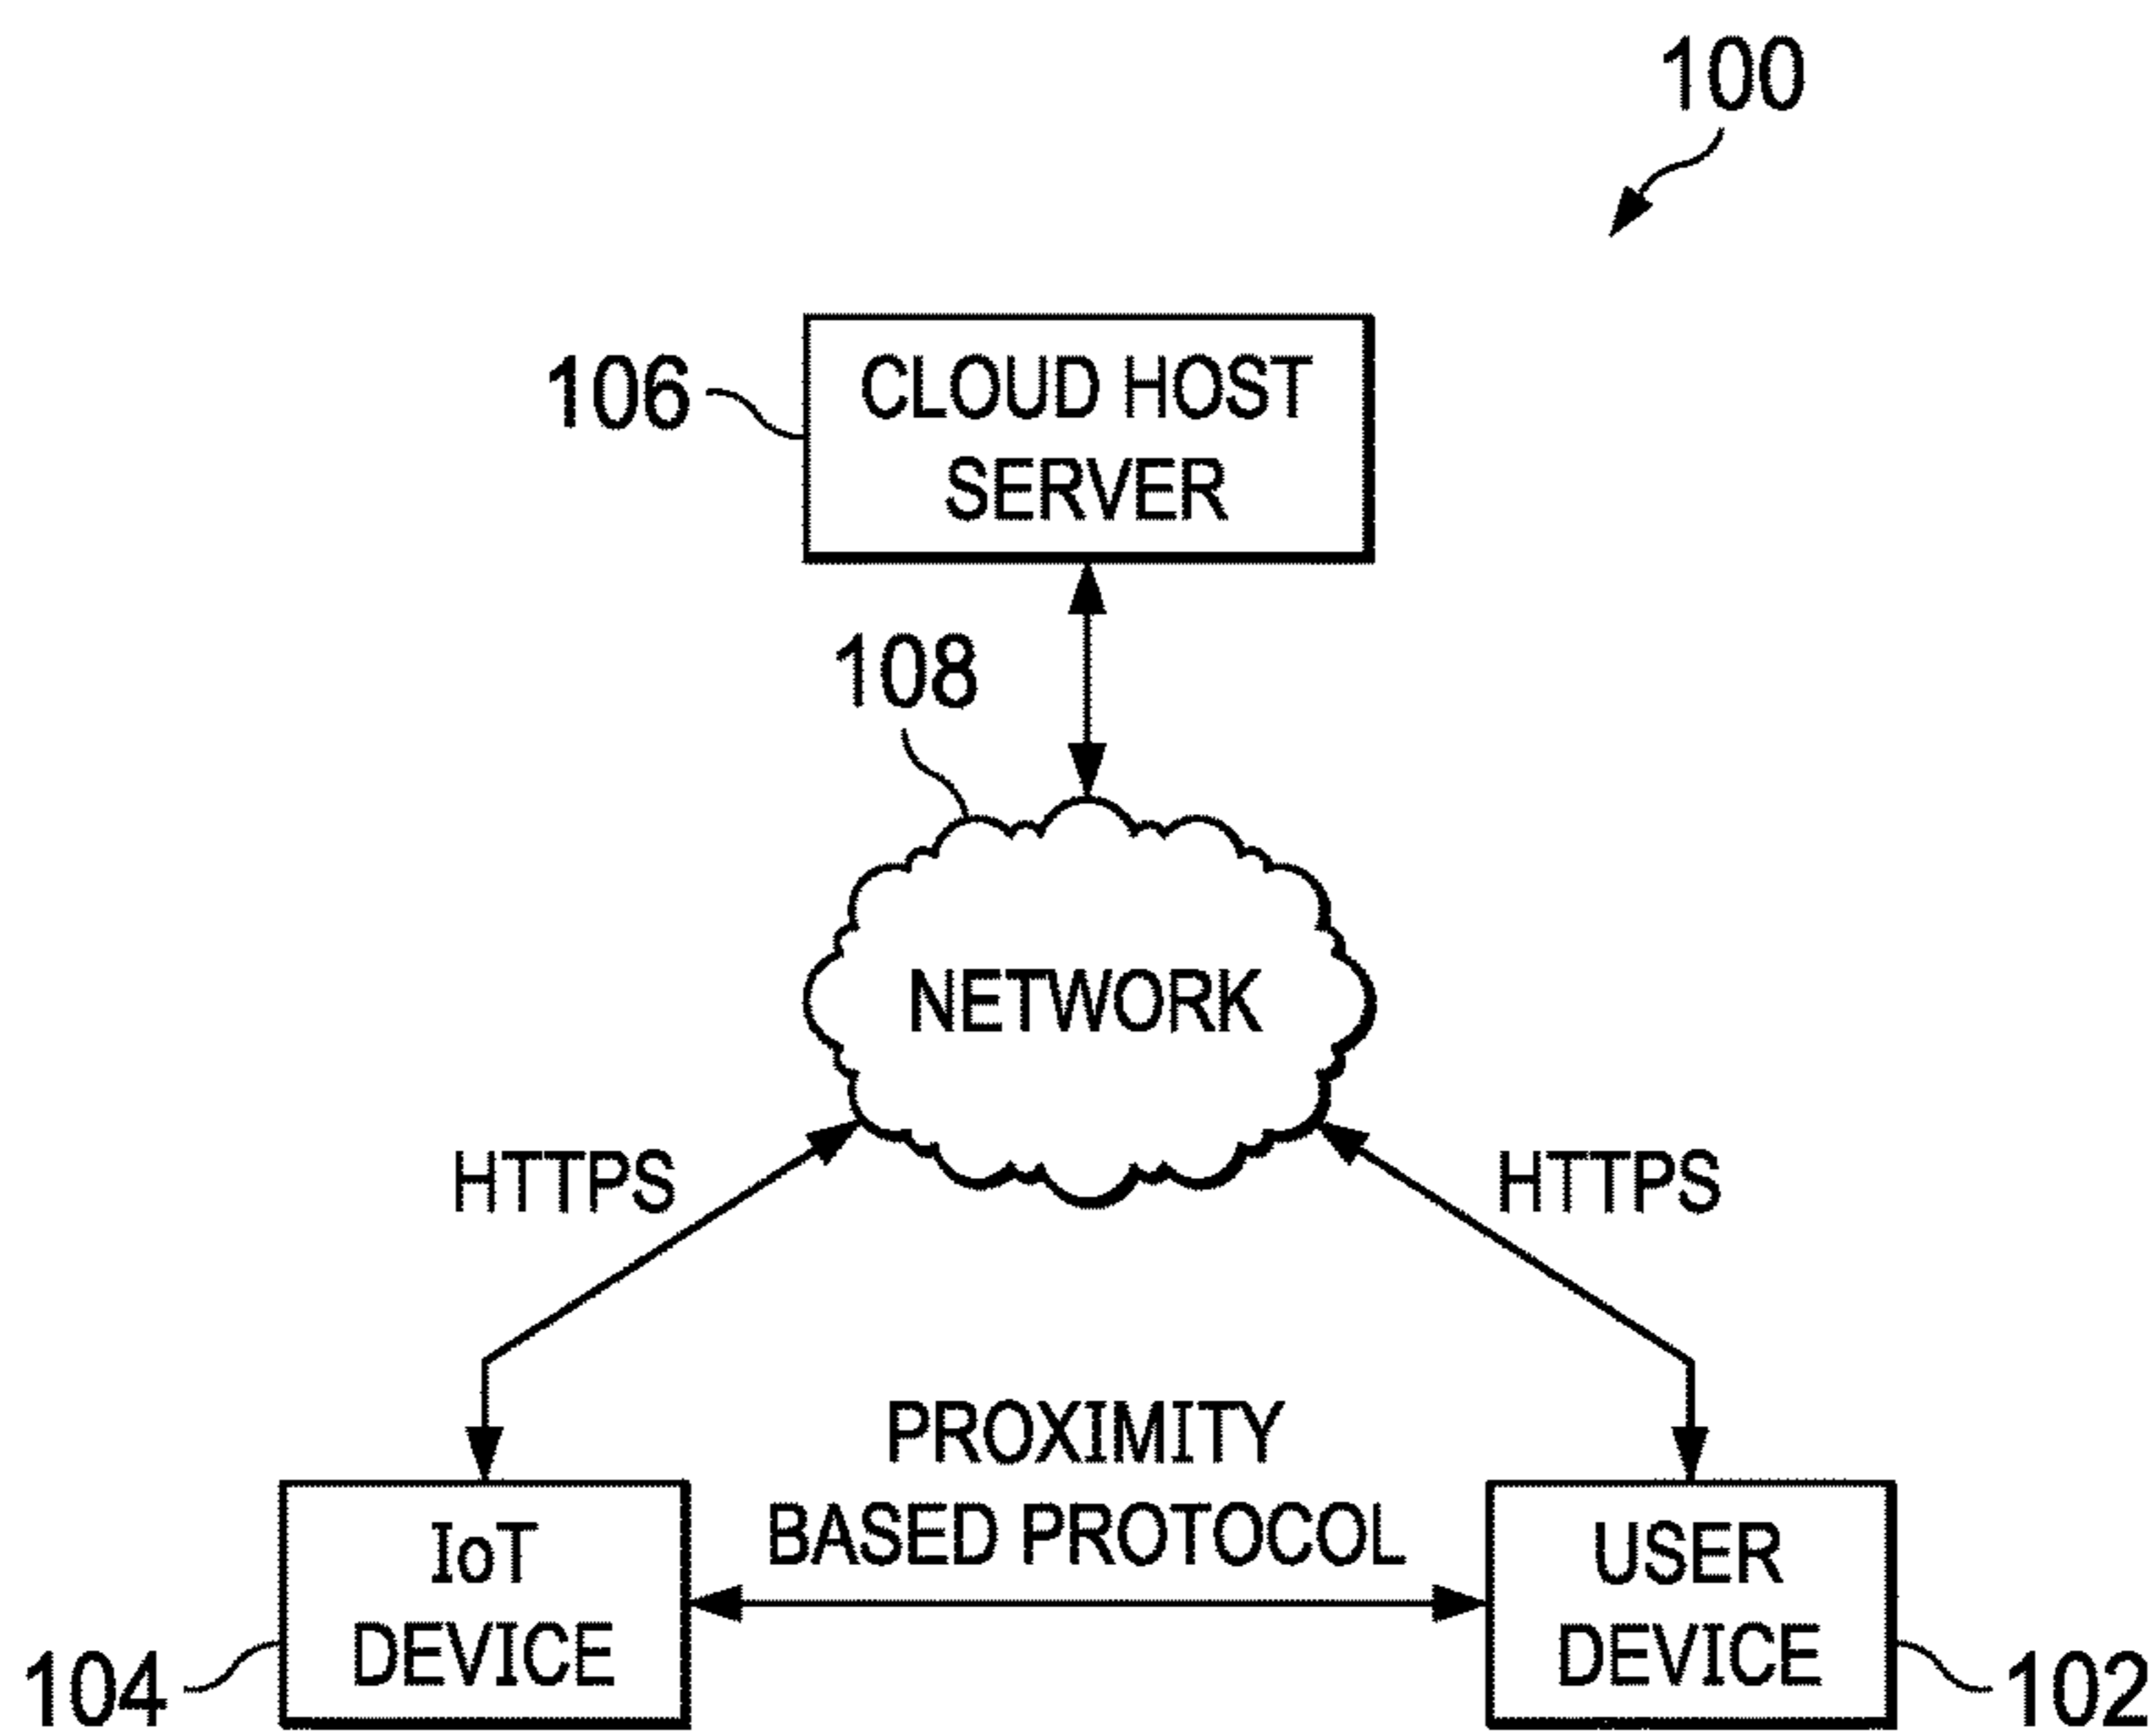 100
106
CLOUD HOST
SERVER
108
NETWORK
HTTPS
HTTPS
PROXIMITY
BASED PROTOCOL
IoT
DEVICE
USER
DEVICE
104
102